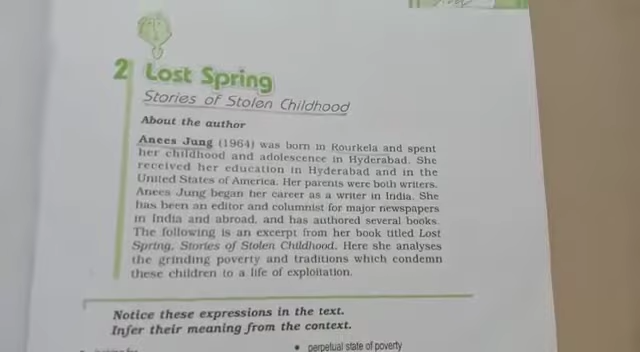 2 Lost Spring
Stories of Stolen Childhood
About the author
Anees Jung (1964) was born in Rourkela and spent
her childhood and adolescence in Hyderabad. She
received her education in Hyderabad and in the
United States of America. Her parents were both writers.
Anees Jung began her career as a writer in India. She
has been an editor and columnist for major newspapers
in India and abroad, and has authored several books.
The following is an excerpt from her book titled Lost
Spring, Stories of Stolen Childhood. Here she analyses
the grinding poverty and traditions which condemn
these children to a life of exploitation.
Notice these expressions in the text.
Infer their meaning from the context.
• perpetual state of poverty